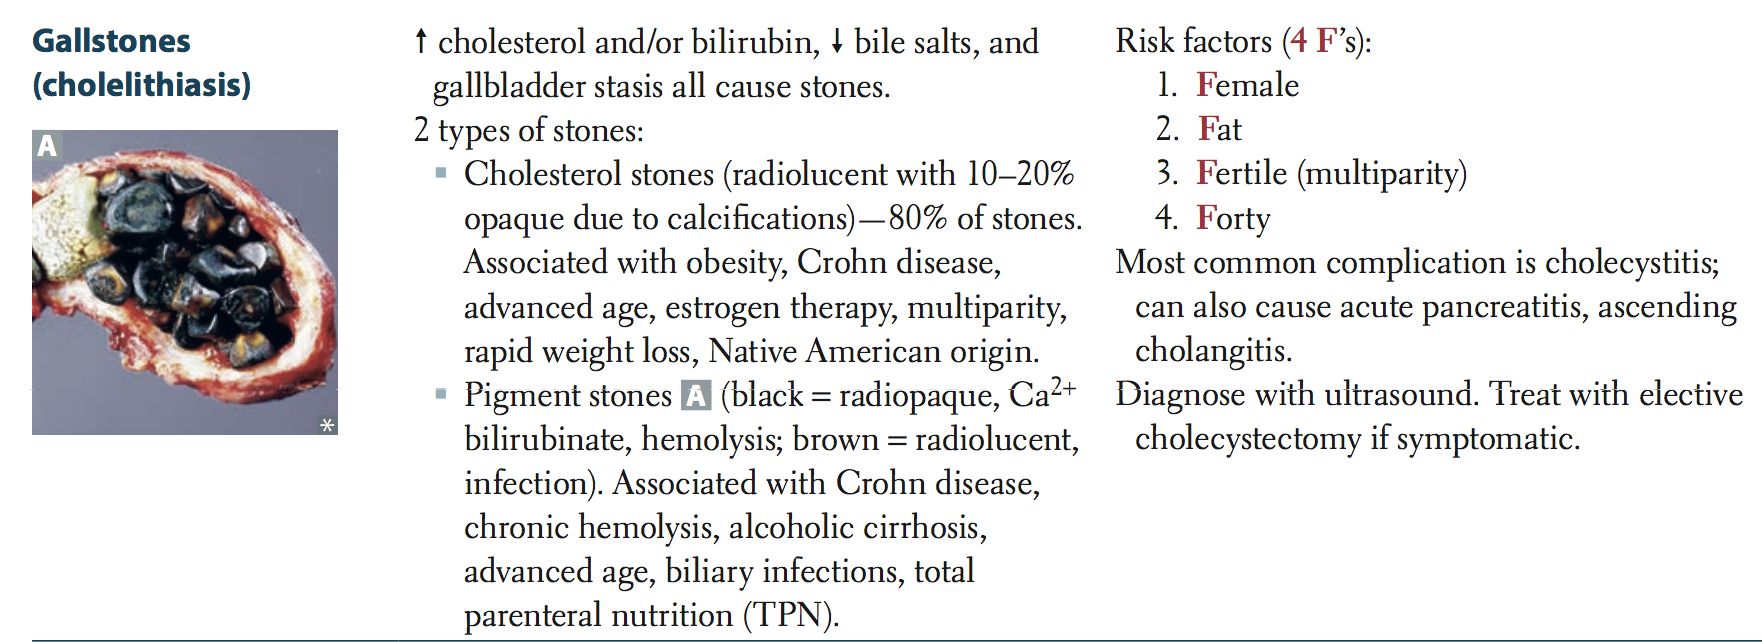 Gallstones
(cholelithiasis)
A
*
↑ cholesterol and/or bilirubin, ↓ bile salts, and
gallbladder stasis all cause stones.
2 types of stones:
▪ Cholesterol stones (radiolucent with 10–20%
opaque due to calcifications)—80% of stones.
Associated with obesity, Crohn disease,
advanced age, estrogen therapy, multiparity,
rapid weight loss, Native American origin.
▪ Pigment stones A (black = radiopaque, Ca²⁺
bilirubinate, hemolysis; brown = radiolucent,
infection). Associated with Crohn disease,
chronic hemolysis, alcoholic cirrhosis,
advanced age, biliary infections, total
parenteral nutrition (TPN).
Risk factors (4 F’s):
1. Female
2. Fat
3. Fertile (multiparity)
4. Forty
Most common complication is cholecystitis;
can also cause acute pancreatitis, ascending
cholangitis.
Diagnose with ultrasound. Treat with elective
cholecystectomy if symptomatic.